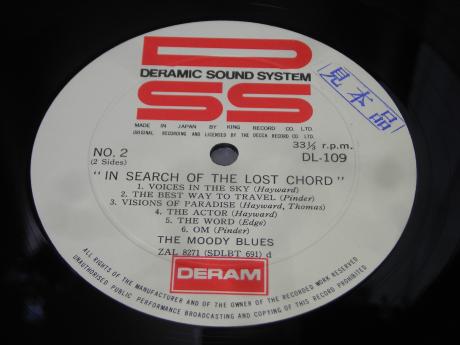 DSS
DERAMIC SOUND SYSTEM
見本品
MADE IN JAPAN BY KING RECORD CO. LTD.
ORIGINAL RECORDING AND LICENSED BY THE DECCA RECORD CO. LTD.
NO. 2
33⅓ r.p.m.
(2 Sides)
DL-109
"IN SEARCH OF THE LOST CHORD"
1. VOICES IN THE SKY (Hayward)
2. THE BEST WAY TO TRAVEL (Pinder)
3. VISIONS OF PARADISE (Hayward, Thomas)
4. THE ACTOR (Hayward)
5. THE WORD (Edge)
6. OM (Pinder)
THE MOODY BLUES
ZAL 8271 (SDLBT 691) d
DERAM
ALL RIGHTS OF THE MANUFACTURER AND OF THE OWNER OF THE RECORDED WORK RESERVED
UNAUTHORISED PUBLIC PERFORMANCE BROADCASTING AND COPYING OF THIS RECORD PROHIBITED